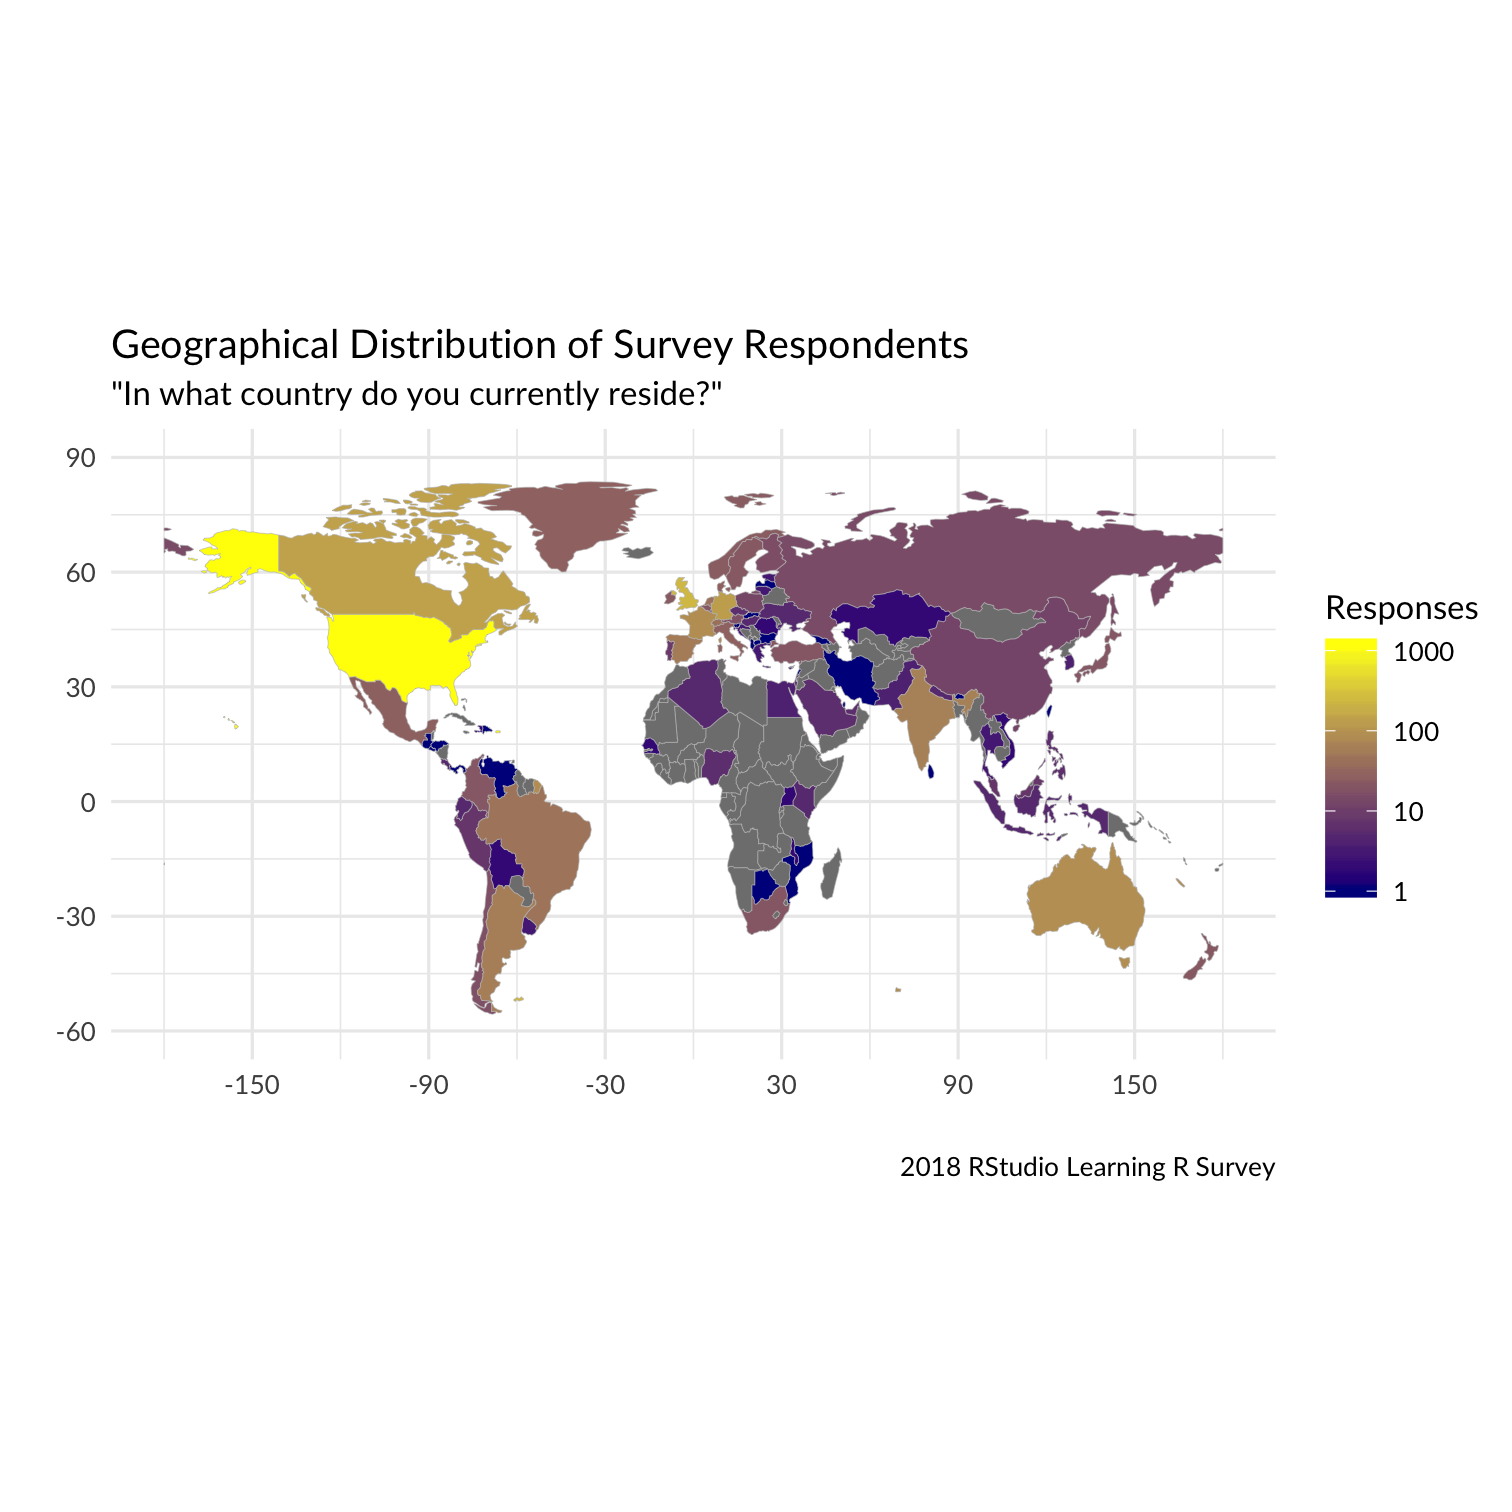 Geographical Distribution of Survey Respondents
"In what country do you currently reside?"
90
60
30
0
-30
-60
-150 -90 -30 30 90 150
Responses
1000
100
10
1
2018 RStudio Learning R Survey